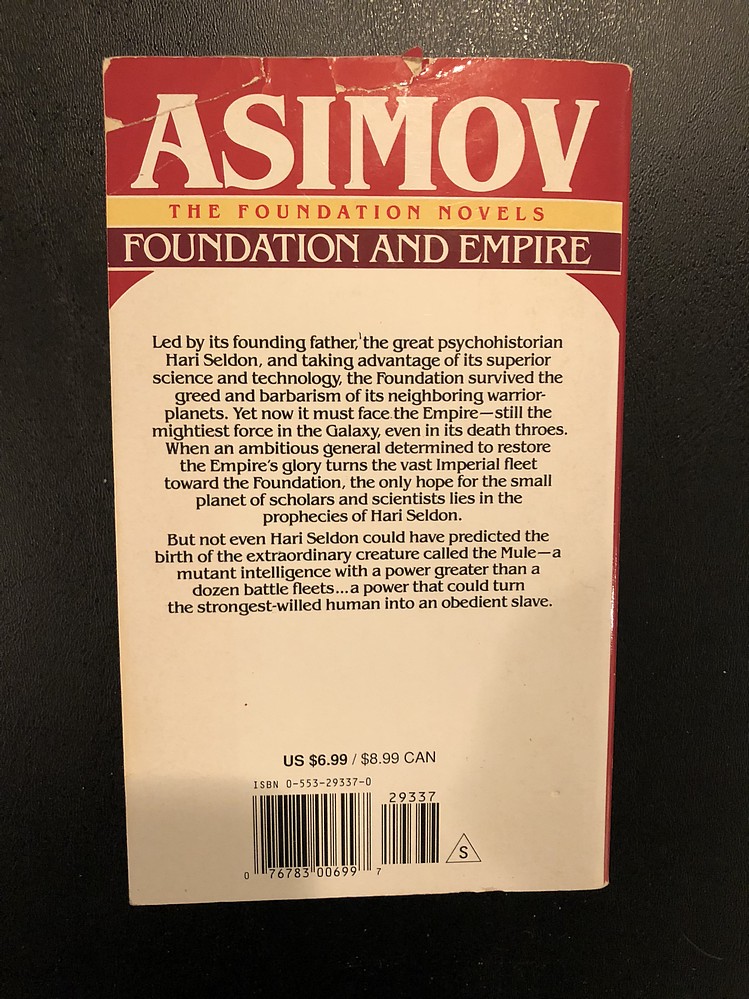 ASIMOV
THE FOUNDATION NOVELS
FOUNDATION AND EMPIRE
Led by its founding father, the great psychohistorian
Hari Seldon, and taking advantage of its superior
science and technology, the Foundation survived the
greed and barbarism of its neighboring warrior-
planets. Yet now it must face the Empire—still the
mightiest force in the Galaxy, even in its death throes.
When an ambitious general determined to restore
the Empire's glory turns the vast Imperial fleet
toward the Foundation, the only hope for the small
planet of scholars and scientists lies in the
prophecies of Hari Seldon.
But not even Hari Seldon could have predicted the
birth of the extraordinary creature called the Mule—a
mutant intelligence with a power greater than a
dozen battle fleets...a power that could turn
the strongest-willed human into an obedient slave.
US $6.99 / $8.99 CAN
ISBN 0-553-29337-0
29337
S
0 76783 00699 7